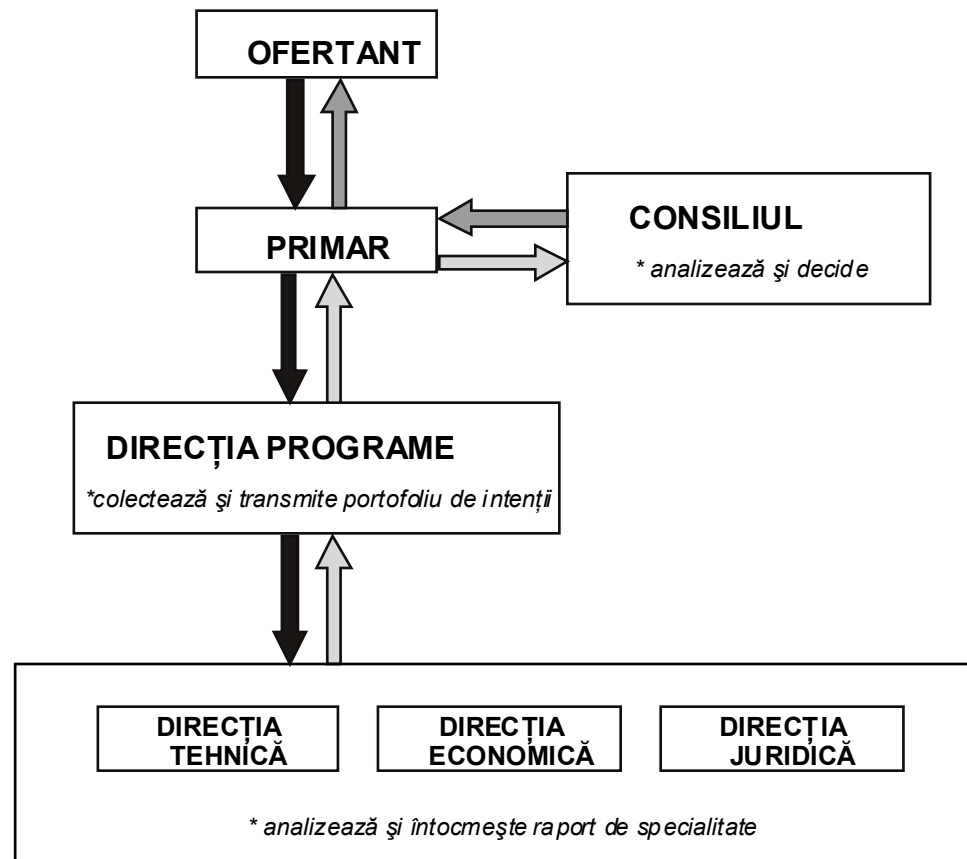 OFERTANT
PRIMAR
CONSILIUL
* analizează şi decide
DIRECȚIA PROGRAME
*colectează şi transmite portofoliu de intenții
DIRECȚIA
TEHNICĂ
DIRECȚIA
ECONOMICĂ
DIRECȚIA
JURIDICĂ
* analizează şi întocmeşte raport de specialitate